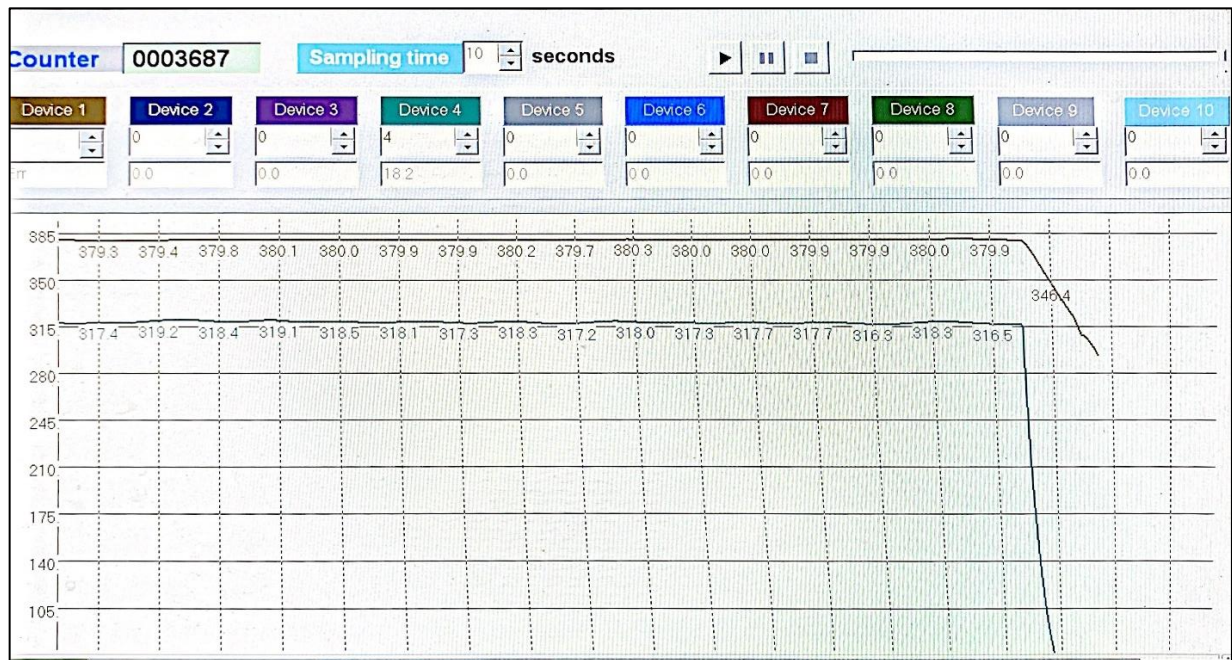 Counter 0003687 Sampling time 10 seconds
Device 1 Device 2 Device 3 Device 4 Device 5 Device 6 Device 7 Device 8 Device 9 Device 10
0 0 4 0 0 0 0 0 0
Err 0.0 0.0 18.2 0.0 0.0 0.0 0.0 0.0 0.0
385
379.3 379.4 379.8 380.1 380.0 379.9 379.9 380.2 379.7 380.3 380.0 380.0 379.9 379.9 380.0 379.9
350
346.4
315
317.4 319.2 318.4 319.1 318.5 318.1 317.3 318.3 317.2 318.0 317.3 317.7 317.7 316.3 318.3 316.5
280
245
210
175
140
105